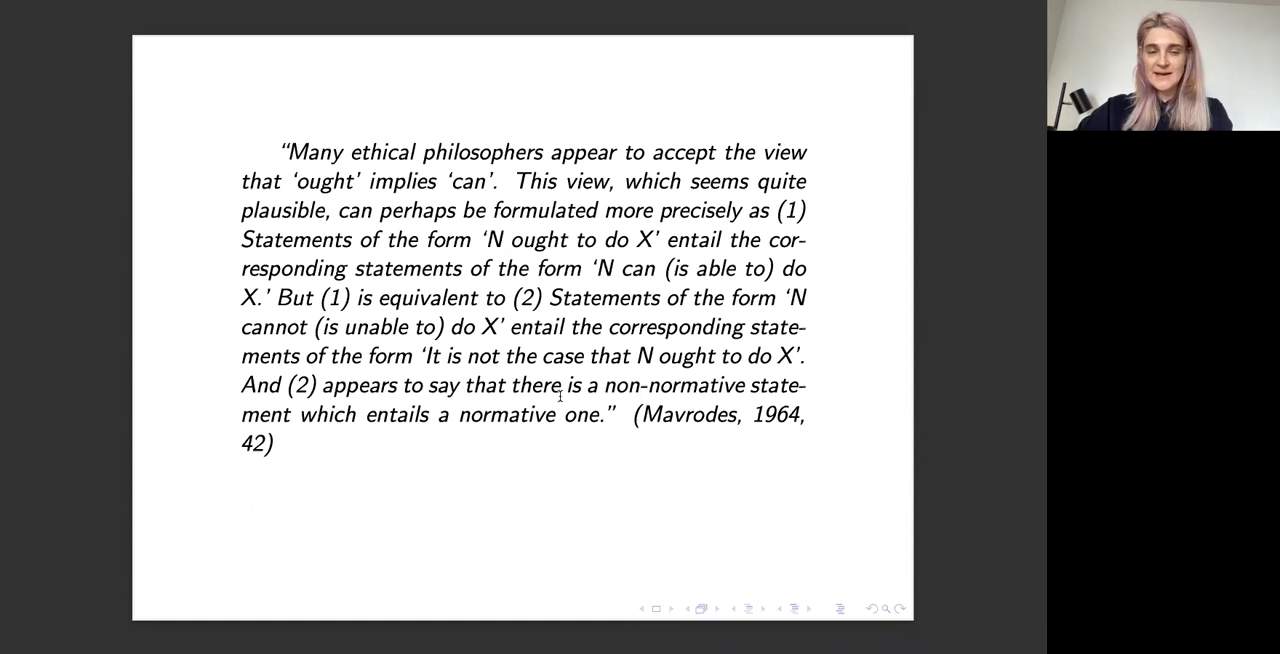 “Many ethical philosophers appear to accept the view
that ‘ought’ implies ‘can’. This view, which seems quite
plausible, can perhaps be formulated more precisely as (1)
Statements of the form ‘N ought to do X’ entail the cor-
responding statements of the form ‘N can (is able to) do
X.’ But (1) is equivalent to (2) Statements of the form ‘N
cannot (is unable to) do X’ entail the corresponding state-
ments of the form ‘It is not the case that N ought to do X’.
And (2) appears to say that there is a non-normative state-
ment which entails a normative one.” (Mavrodes, 1964,
42)